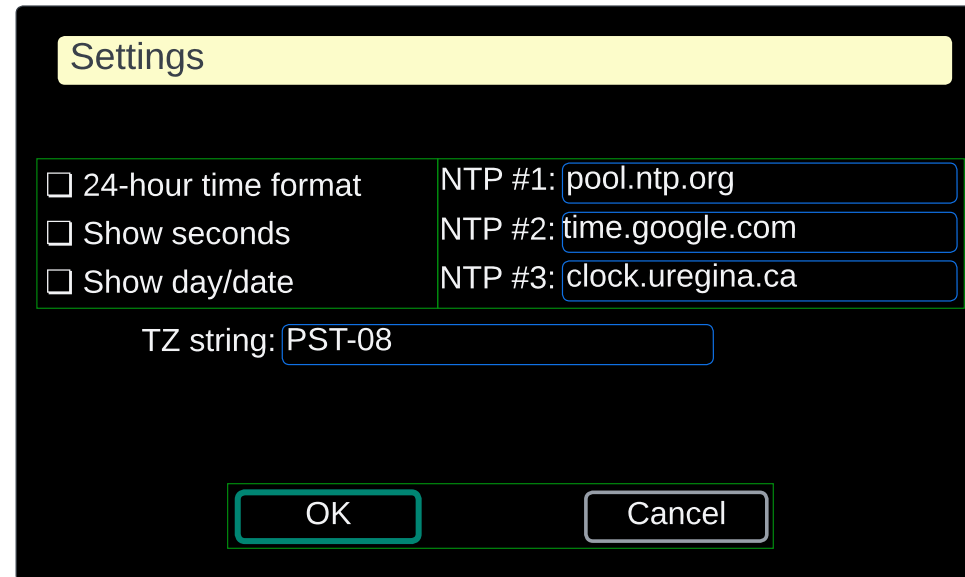 Settings
❏ 24-hour time format
❏ Show seconds
❏ Show day/date
NTP #1: pool.ntp.org
NTP #2: time.google.com
NTP #3: clock.uregina.ca
TZ string: PST-08
OK
Cancel